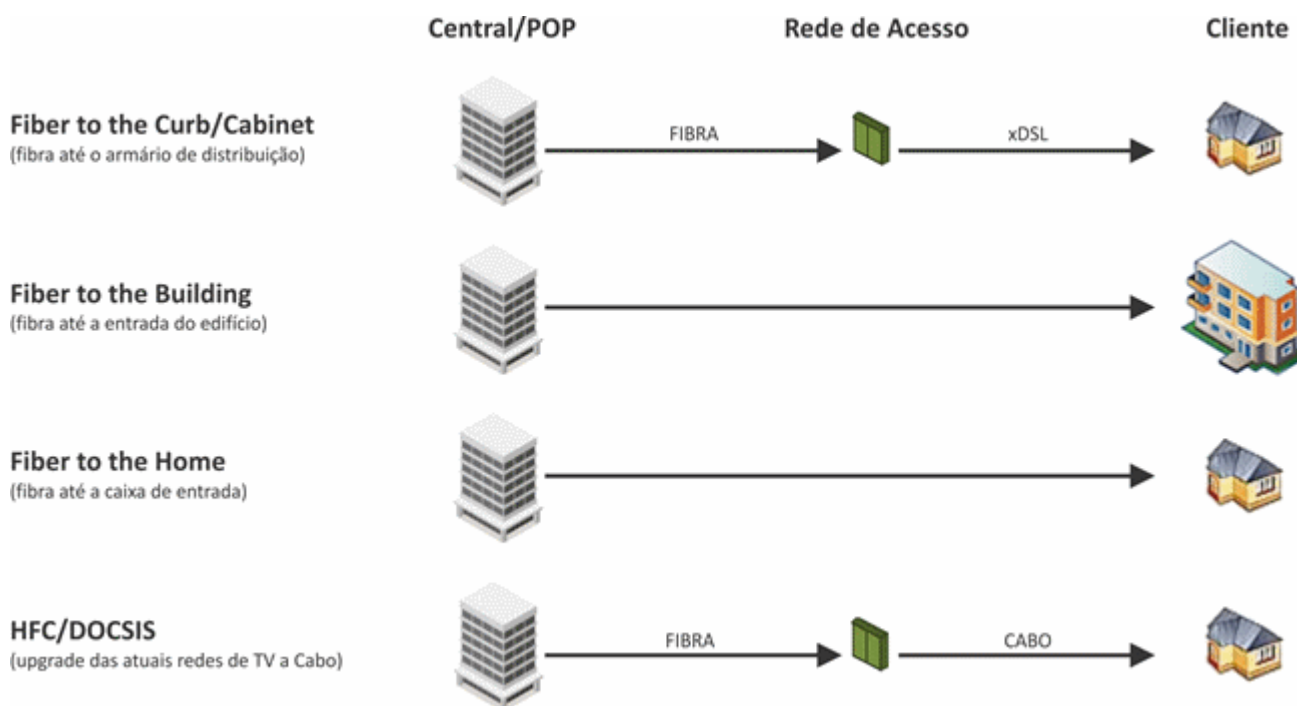 Central/POP
Rede de Acesso
Cliente
Fiber to the Curb/Cabinet
(fibra até o armário de distribuição)
FIBRA
xDSL
Fiber to the Building
(fibra até a entrada do edifício)
Fiber to the Home
(fibra até a caixa de entrada)
HFC/DOCSIS
(upgrade das atuais redes de TV a Cabo)
FIBRA
CABO